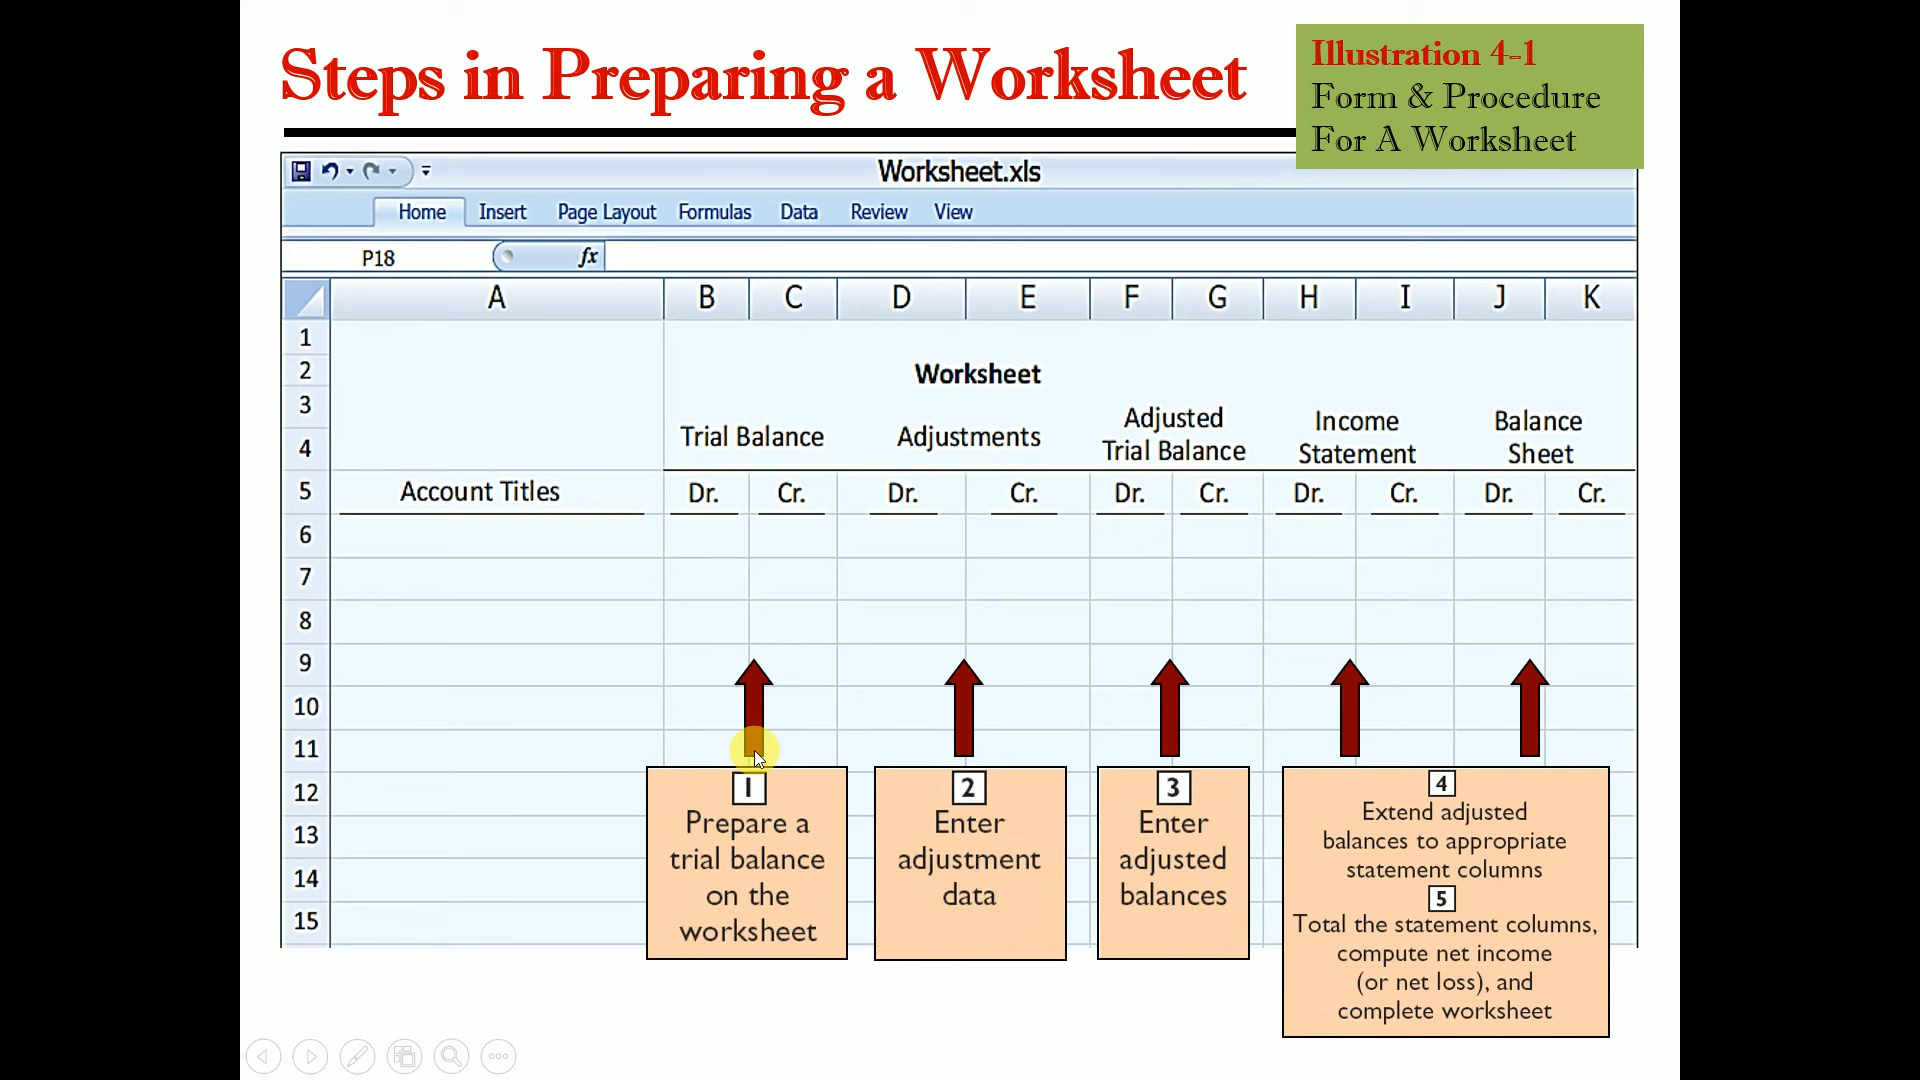 Steps in Preparing a Worksheet
Illustration 4-1
Form & Procedure
For A Worksheet
Worksheet.xls
Home Insert Page Layout Formulas Data Review View
P18 fx
A B C D E F G H I J K
1
2 Worksheet
3
4 Trial Balance Adjustments Adjusted Trial Balance Income Statement Balance Sheet
5 Account Titles Dr. Cr. Dr. Cr. Dr. Cr. Dr. Cr. Dr. Cr.
6
7
8
9
10
11
12
13
14
15
1
Prepare a
trial balance
on the
worksheet
2
Enter
adjustment
data
3
Enter
adjusted
balances
4
Extend adjusted
balances to appropriate
statement columns
5
Total the statement columns,
compute net income
(or net loss), and
complete worksheet